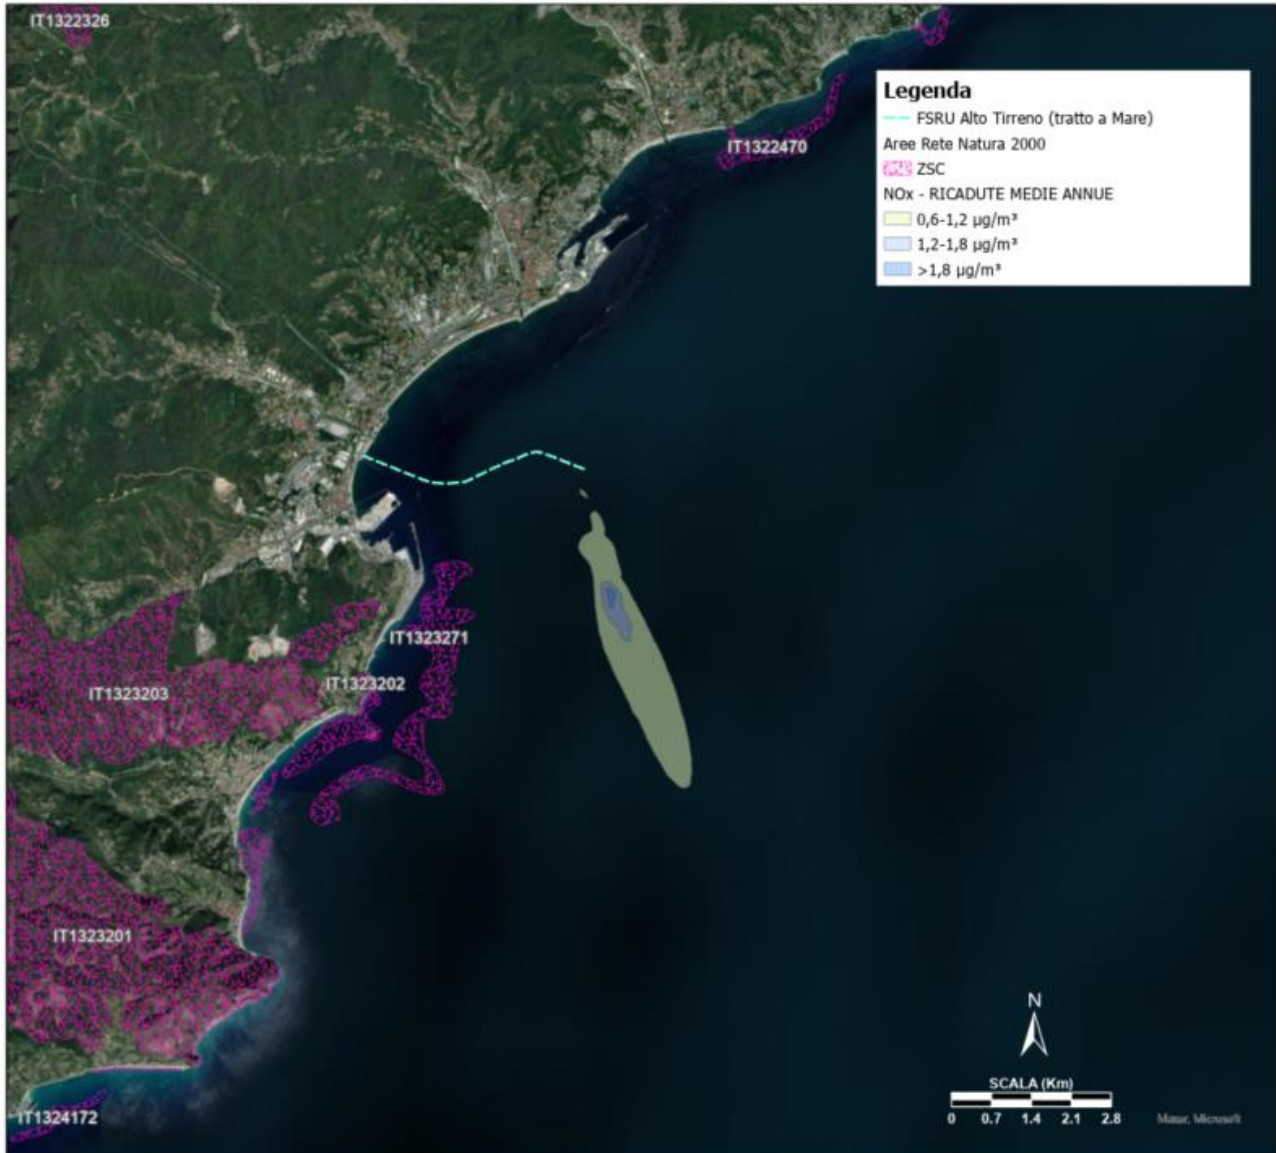 IT1322326
Legenda
FSRU Alto Tirreno (tratto a Mare)
Aree Rete Natura 2000
ZSC
NOx - RICADUTE MEDIE ANNUE
0,6-1,2 µg/m³
1,2-1,8 µg/m³
>1,8 µg/m³
IT1322470
IT1323271
IT1323202
IT1323203
IT1323201
IT1324172
N
SCALA (Km)
0 0.7 1.4 2.1 2.8
Maxar, Microsoft